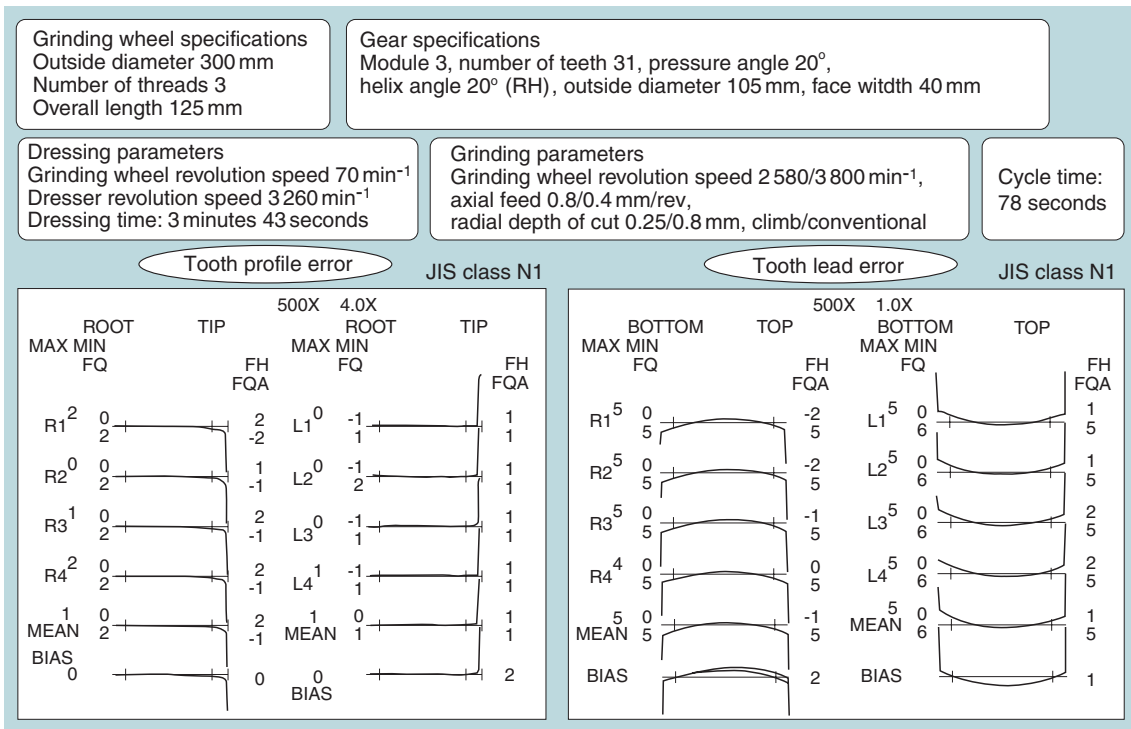 Grinding wheel specifications
Outside diameter 300 mm
Number of threads 3
Overall length 125 mm
Gear specifications
Module 3, number of teeth 31, pressure angle 20°,
helix angle 20° (RH), outside diameter 105 mm, face witdth 40 mm
Dressing parameters
Grinding wheel revolution speed 70 min⁻¹
Dresser revolution speed 3 260 min⁻¹
Dressing time: 3 minutes 43 seconds
Grinding parameters
Grinding wheel revolution speed 2 580/3 800 min⁻¹,
axial feed 0.8/0.4 mm/rev,
radial depth of cut 0.25/0.8 mm, climb/conventional
Cycle time:
78 seconds
Tooth profile error
JIS class N1
500X 4.0X
ROOT TIP ROOT TIP
MAX MIN MAX MIN
FQ FH FQ FH
FQA FQA
R1 2 0 2 2 -2 L1 0 -1 1 1 1
R2 0 0 2 1 -1 L2 0 -1 2 1 1
R3 1 0 2 2 -1 L3 0 -1 1 1 1
R4 2 0 2 2 -1 L4 1 -1 1 1 1
MEAN 1 0 2 2 -1 MEAN 1 0 1 1 1
BIAS 0 0 BIAS 0 2
Tooth lead error
JIS class N1
500X 1.0X
BOTTOM TOP BOTTOM TOP
MAX MIN MAX MIN
FQ FH FQ FH
FQA FQA
R1 5 0 5 -2 5 L1 5 0 6 1 5
R2 5 0 5 -2 5 L2 5 0 6 1 5
R3 5 0 5 -1 5 L3 5 0 6 2 5
R4 4 0 5 0 5 L4 5 0 6 2 5
MEAN 5 0 5 -1 5 MEAN 5 0 6 1 5
BIAS 2 BIAS 1